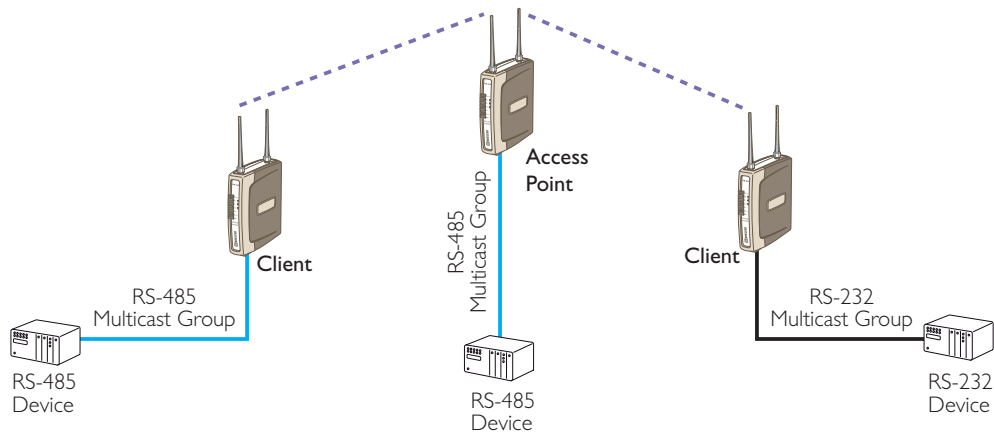 Access
Point
RS-485
Multicast Group
Client
Client
RS-485
Multicast Group
RS-232
Multicast Group
RS-485
Device
RS-485
Device
RS-232
Device